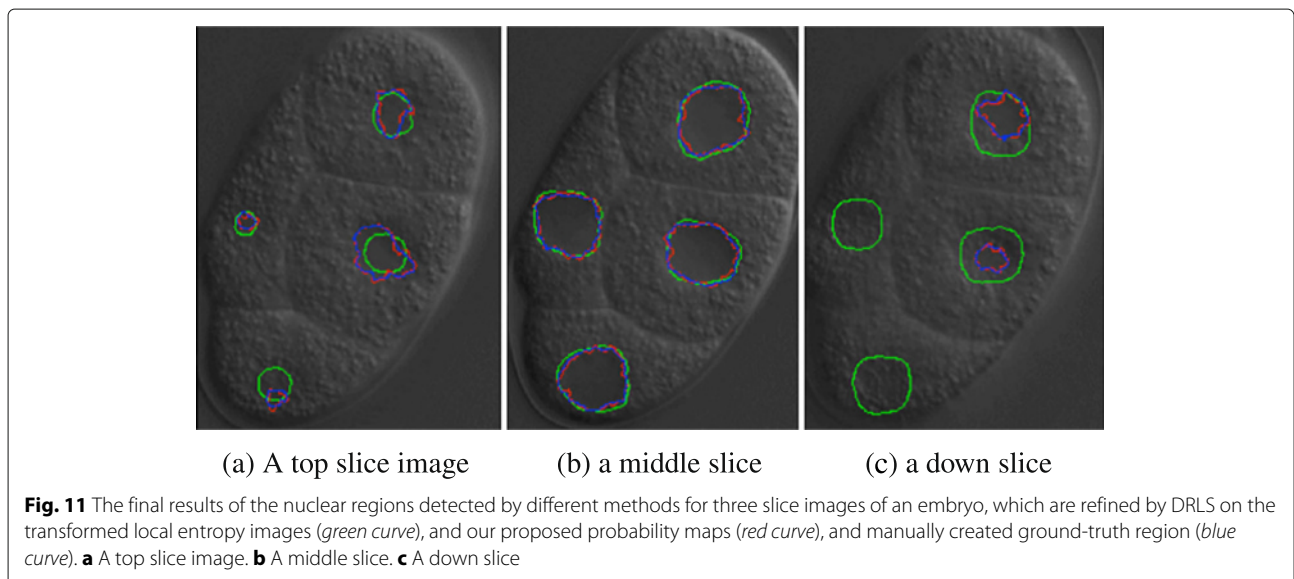 (a) A top slice image
(b) a middle slice
(c) a down slice
Fig. 11 The final results of the nuclear regions detected by different methods for three slice images of an embryo, which are refined by DRLS on the
transformed local entropy images (green curve), and our proposed probability maps (red curve), and manually created ground-truth region (blue
curve). a A top slice image. b A middle slice. c A down slice